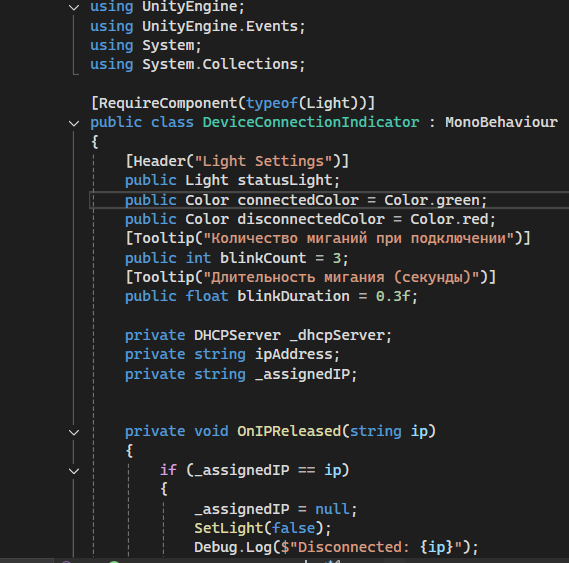 using UnityEngine;
using UnityEngine.Events;
using System;
using System.Collections;
[RequireComponent(typeof(Light))]
public class DeviceConnectionIndicator : MonoBehaviour
{
[Header("Light Settings")]
public Light statusLight;
public Color connectedColor = Color.green;
public Color disconnectedColor = Color.red;
[Tooltip("Количество миганий при подключении")]
public int blinkCount = 3;
[Tooltip("Длительность мигания (секунды)")]
public float blinkDuration = 0.3f;
private DHCPServer _dhcpServer;
private string ipAddress;
private string _assignedIP;
private void OnIPReleased(string ip)
{
if (_assignedIP == ip)
{
_assignedIP = null;
SetLight(false);
Debug.Log($"Disconnected: {ip}");